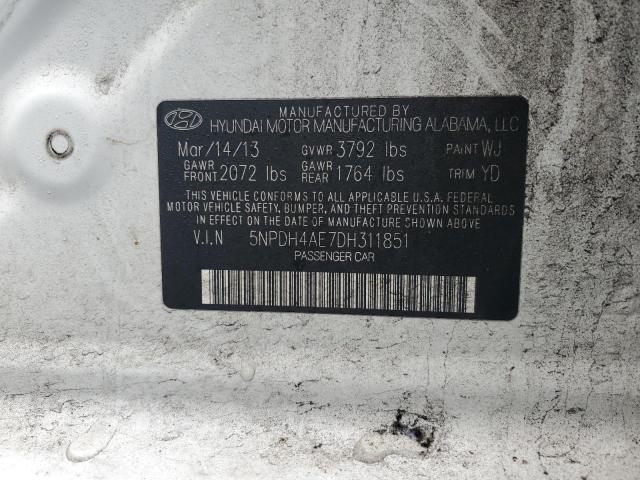 MANUFACTURED BY
HYUNDAI MOTOR MANUFACTURING ALABAMA, LLC
Mar/14/13 GVWR 3792 lbs PAINT WJ
GAWR FRONT 2072 lbs GAWR REAR 1764 lbs TRIM YD
THIS VEHICLE CONFORMS TO ALL APPLICABLE U.S.A. FEDERAL
MOTOR VEHICLE SAFETY, BUMPER, AND THEFT PREVENTION STANDARDS
IN EFFECT ON THE DATE OF MANUFACTURE SHOWN ABOVE
V.I.N 5NPDH4AE7DH311851
PASSENGER CAR